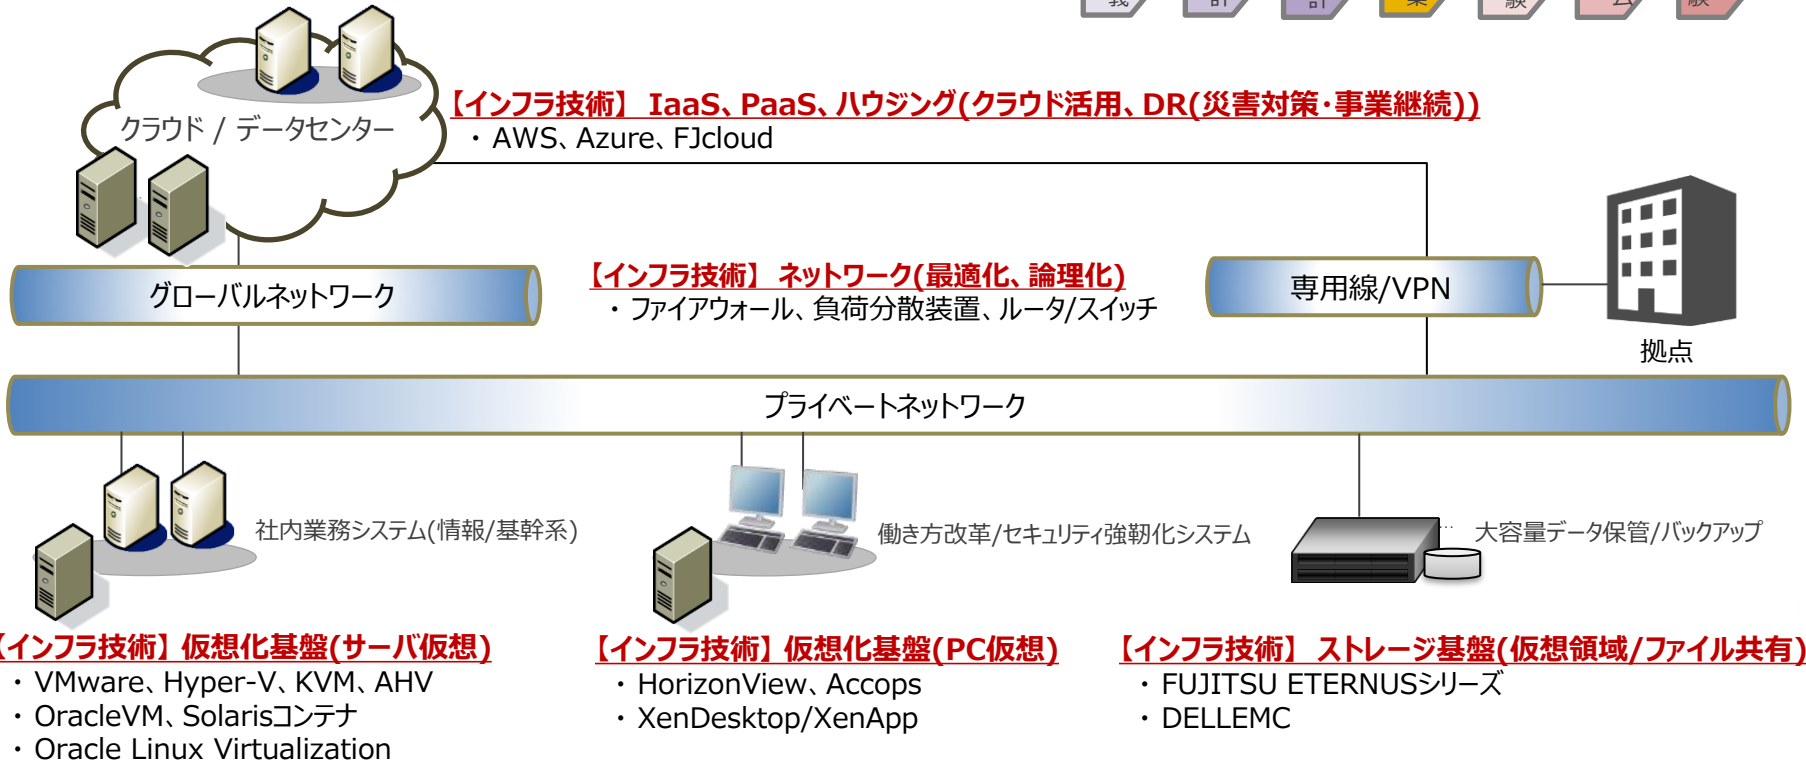 義
計
計
業
験
ム
験
【インフラ技術】 IaaS、PaaS、ハウジング(クラウド活用、DR(災害対策・事業継続))
・ AWS、Azure、FJcloud
クラウド / データセンター
【インフラ技術】 ネットワーク(最適化、論理化)
・ ファイアウォール、負荷分散装置、ルータ/スイッチ
グローバルネットワーク
専用線/VPN
拠点
プライベートネットワーク
社内業務システム(情報/基幹系)
働き方改革/セキュリティ強靭化システム
… 大容量データ保管/バックアップ
【インフラ技術】 仮想化基盤(サーバ仮想)
・ VMware、Hyper-V、KVM、AHV
・ OracleVM、Solarisコンテナ
・ Oracle Linux Virtualization
【インフラ技術】 仮想化基盤(PC仮想)
・ HorizonView、Accops
・ XenDesktop/XenApp
【インフラ技術】 ストレージ基盤(仮想領域/ファイル共有)
・ FUJITSU ETERNUSシリーズ
・ DELLEMC